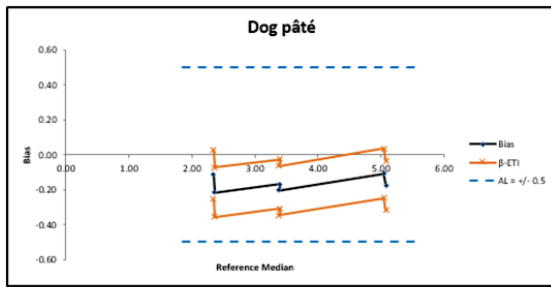 Dog pâté
0.60
0.40
0.20
0.00
0.00 1.00 2.00 3.00 4.00 5.00 6.00
-0.20
-0.40
-0.60
Bias
Reference Median
Bias
β-ETI
AL = +/- 0.5